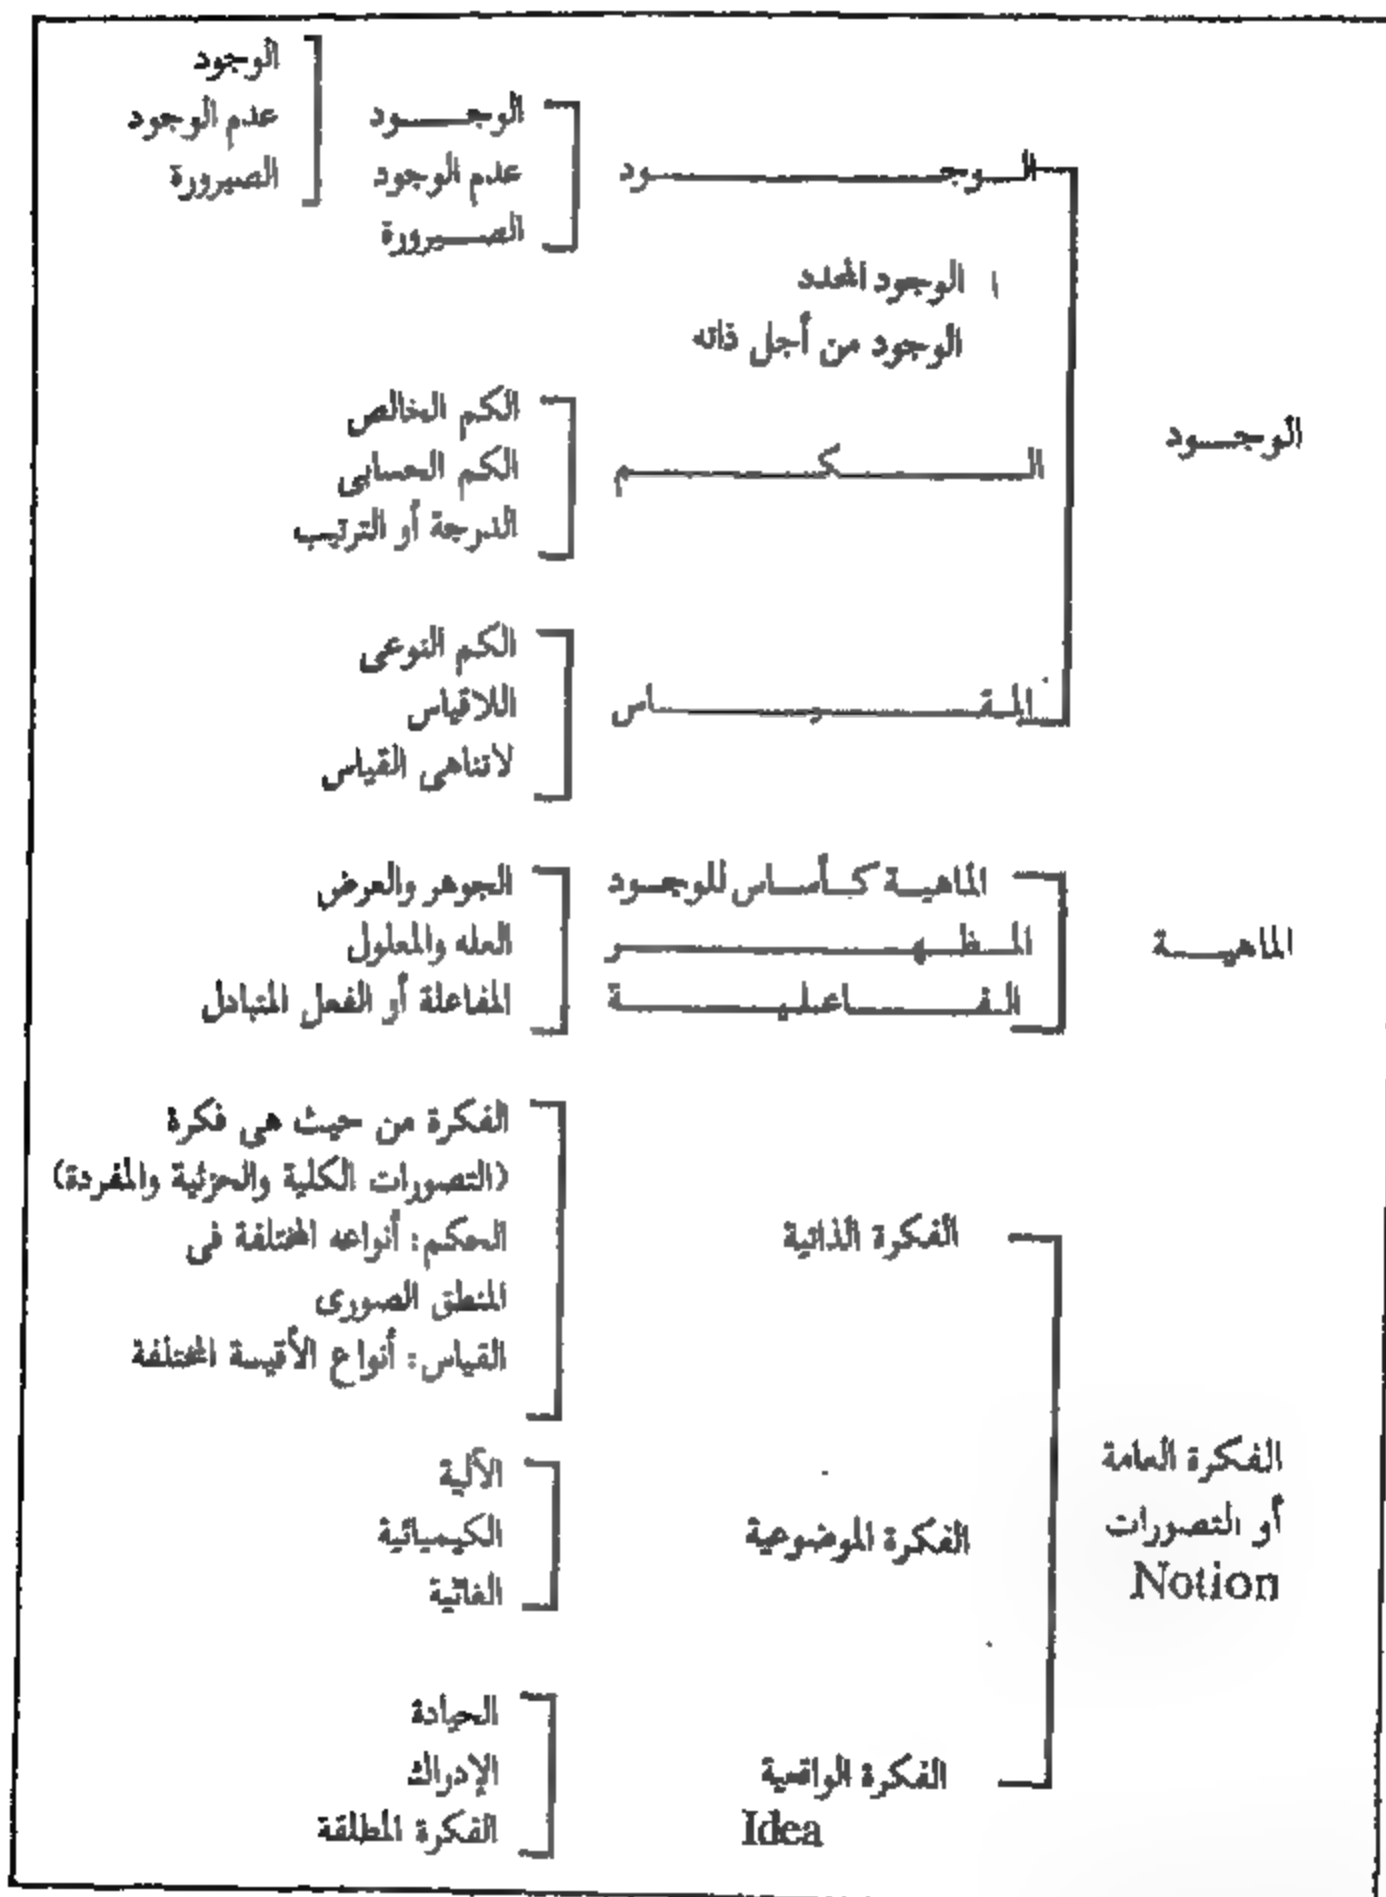 الوجود
الوجود
الوجود
عدم الوجود
الصيرورة
الوجود
عدم الوجود
الصيرورة
الوجود المحدد
الوجود من أجل ذاته
الكم
الكم الخالص
الكم الحسابى
الدرجة أو الترتيب
المقياس
الكم النوعى
اللاقياس
لاتناهى القياس
الماهية
الماهية كأساس للوجود
المظهر
الفاعلية
الجوهر والعرض
العله والمعلول
المفاعلة أو الفعل المتبادل
الفكرة العامة
أو التصورات
Notion
الفكرة الذاتية
الفكرة من حيث هى فكرة
(التصورات الكلية والجزئية والمفردة)
الحكم: أنواعه المختلفة فى
المنطق الصورى
القياس: أنواع الأقيسة المختلفة
الفكرة الموضوعية
الآلية
الكيميائية
الغائية
الفكرة الواقعية
Idea
الإدراك
الفكرة المطلقة